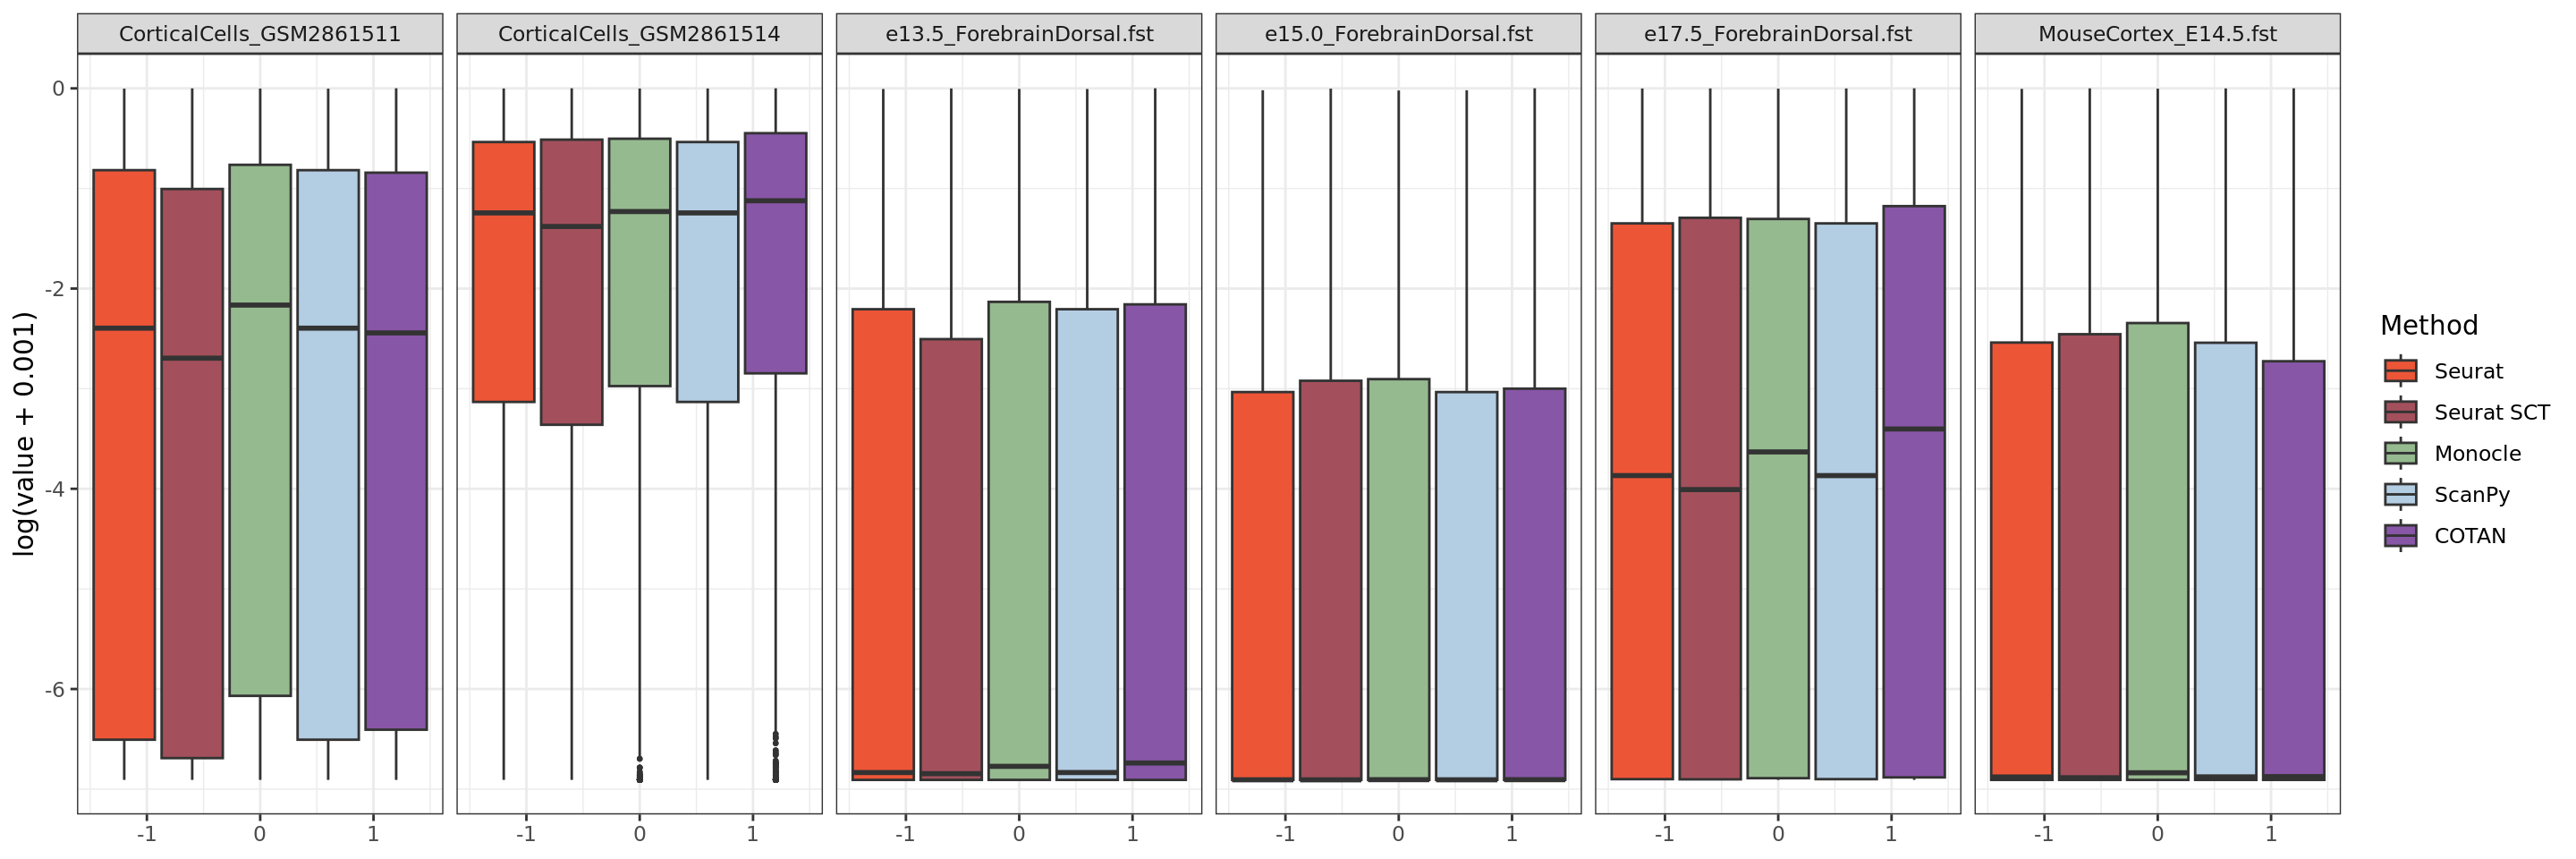 CorticalCells_GSM2861511 CorticalCells_GSM2861514 e13.5_ForebrainDorsal.fst e15.0_ForebrainDorsal.fst e17.5_ForebrainDorsal.fst MouseCortex_E14.5.fst
0
-2
-4
-6
log(value + 0.001)
-1 0 1 -1 0 1 -1 0 1 -1 0 1 -1 0 1 -1 0 1
Method
Seurat
Seurat SCT
Monocle
ScanPy
COTAN